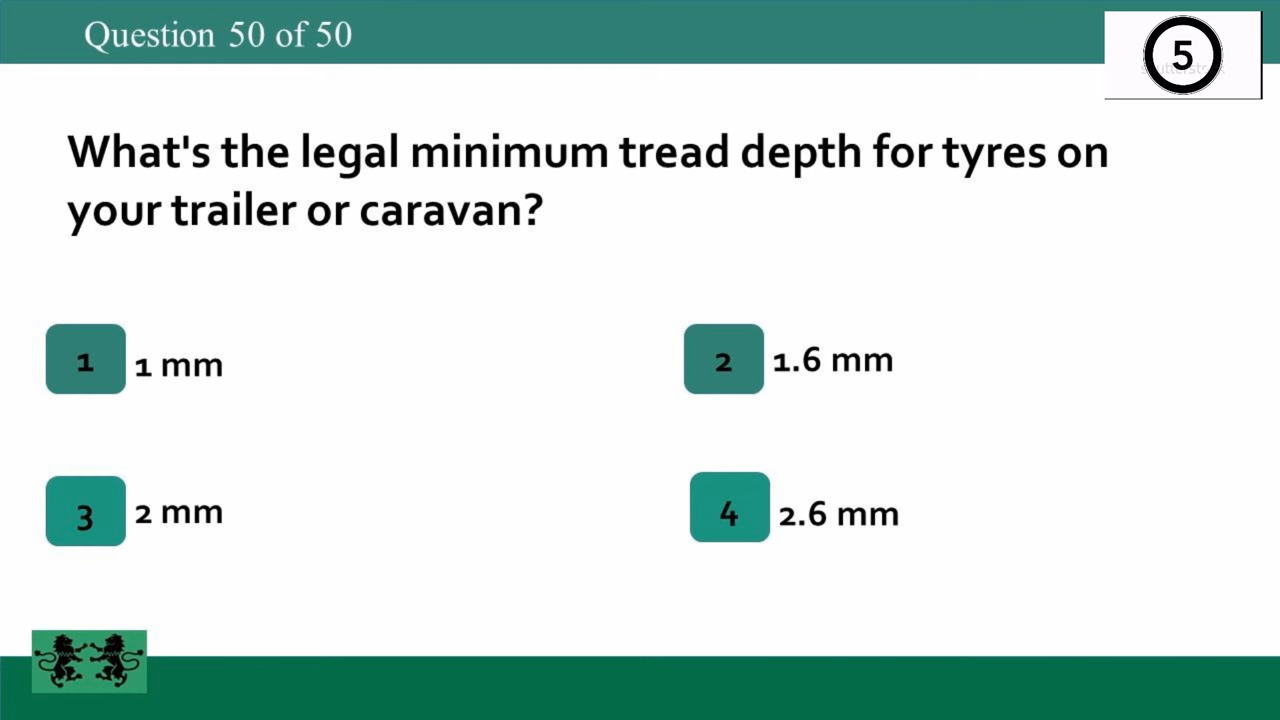 Question 50 of 50
5
What's the legal minimum tread depth for tyres on
your trailer or caravan?
1 1 mm
2 1.6 mm
3 2 mm
4 2.6 mm